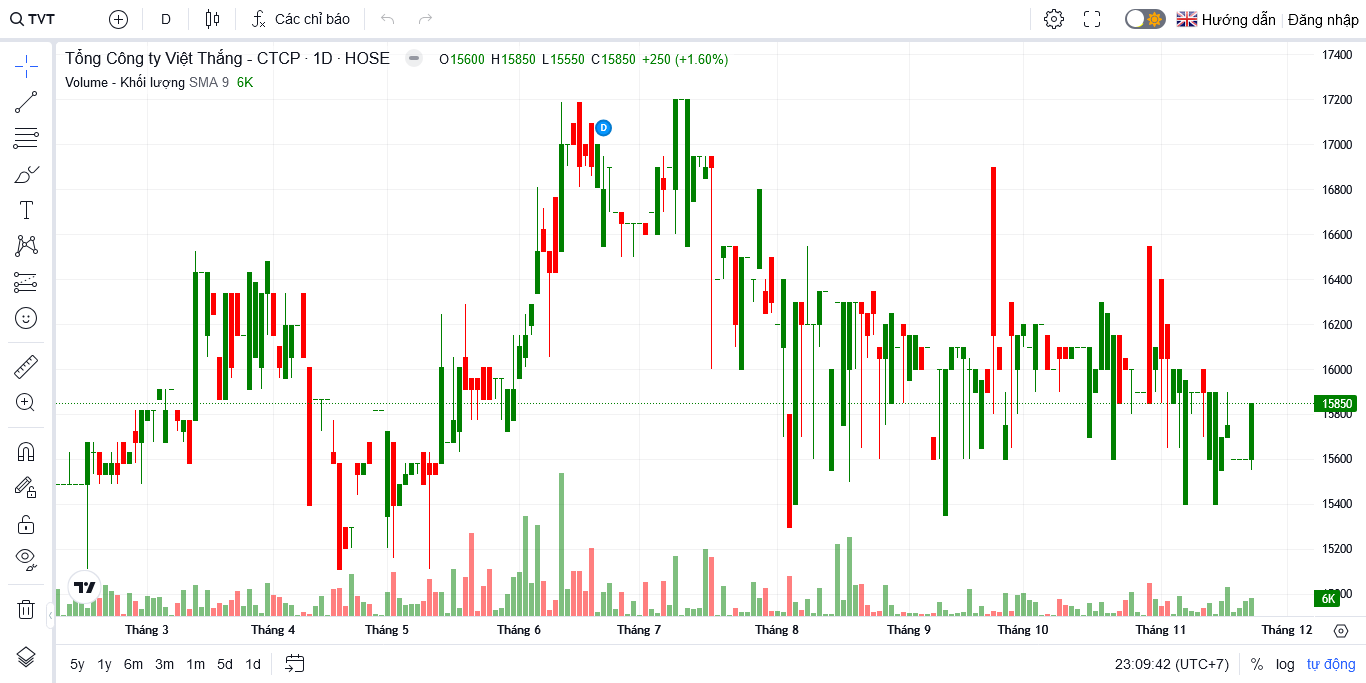 TVT D Các chỉ báo Hướng dẫn Đăng nhập
Tổng Công ty Việt Thắng - CTCP · 1D · HOSE O15600 H15850 L15550 C15850 +250 (+1.60%)
Volume - Khối lượng SMA 9 6K
D
17400
17200
17000
16800
16600
16400
16200
16000
15850
15800
15600
15400
15200
6K
Tháng 3 Tháng 4 Tháng 5 Tháng 6 Tháng 7 Tháng 8 Tháng 9 Tháng 10 Tháng 11 Tháng 12
5y 1y 6m 3m 1m 5d 1d 23:09:42 (UTC+7) % log tự động